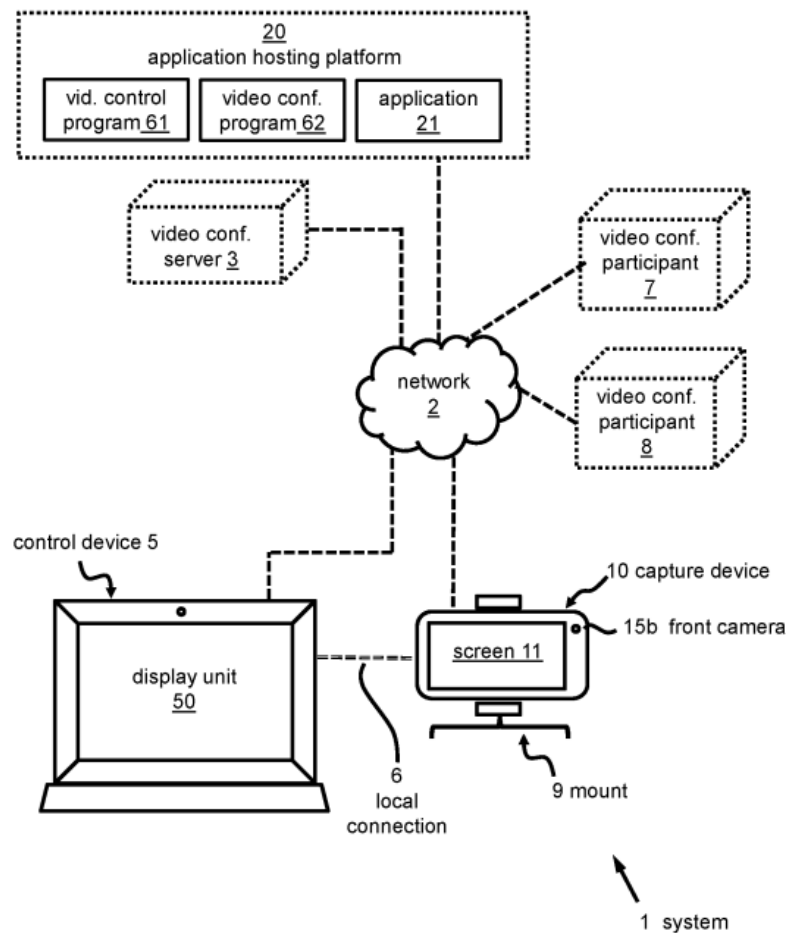 20
application hosting platform
vid. control
program 61
video conf.
program 62
application
21
video conf.
server 3
video conf.
participant
7
network
2
video conf.
participant
8
control device 5
10 capture device
15b front camera
screen 11
display unit
50
6
local
connection
9 mount
1 system